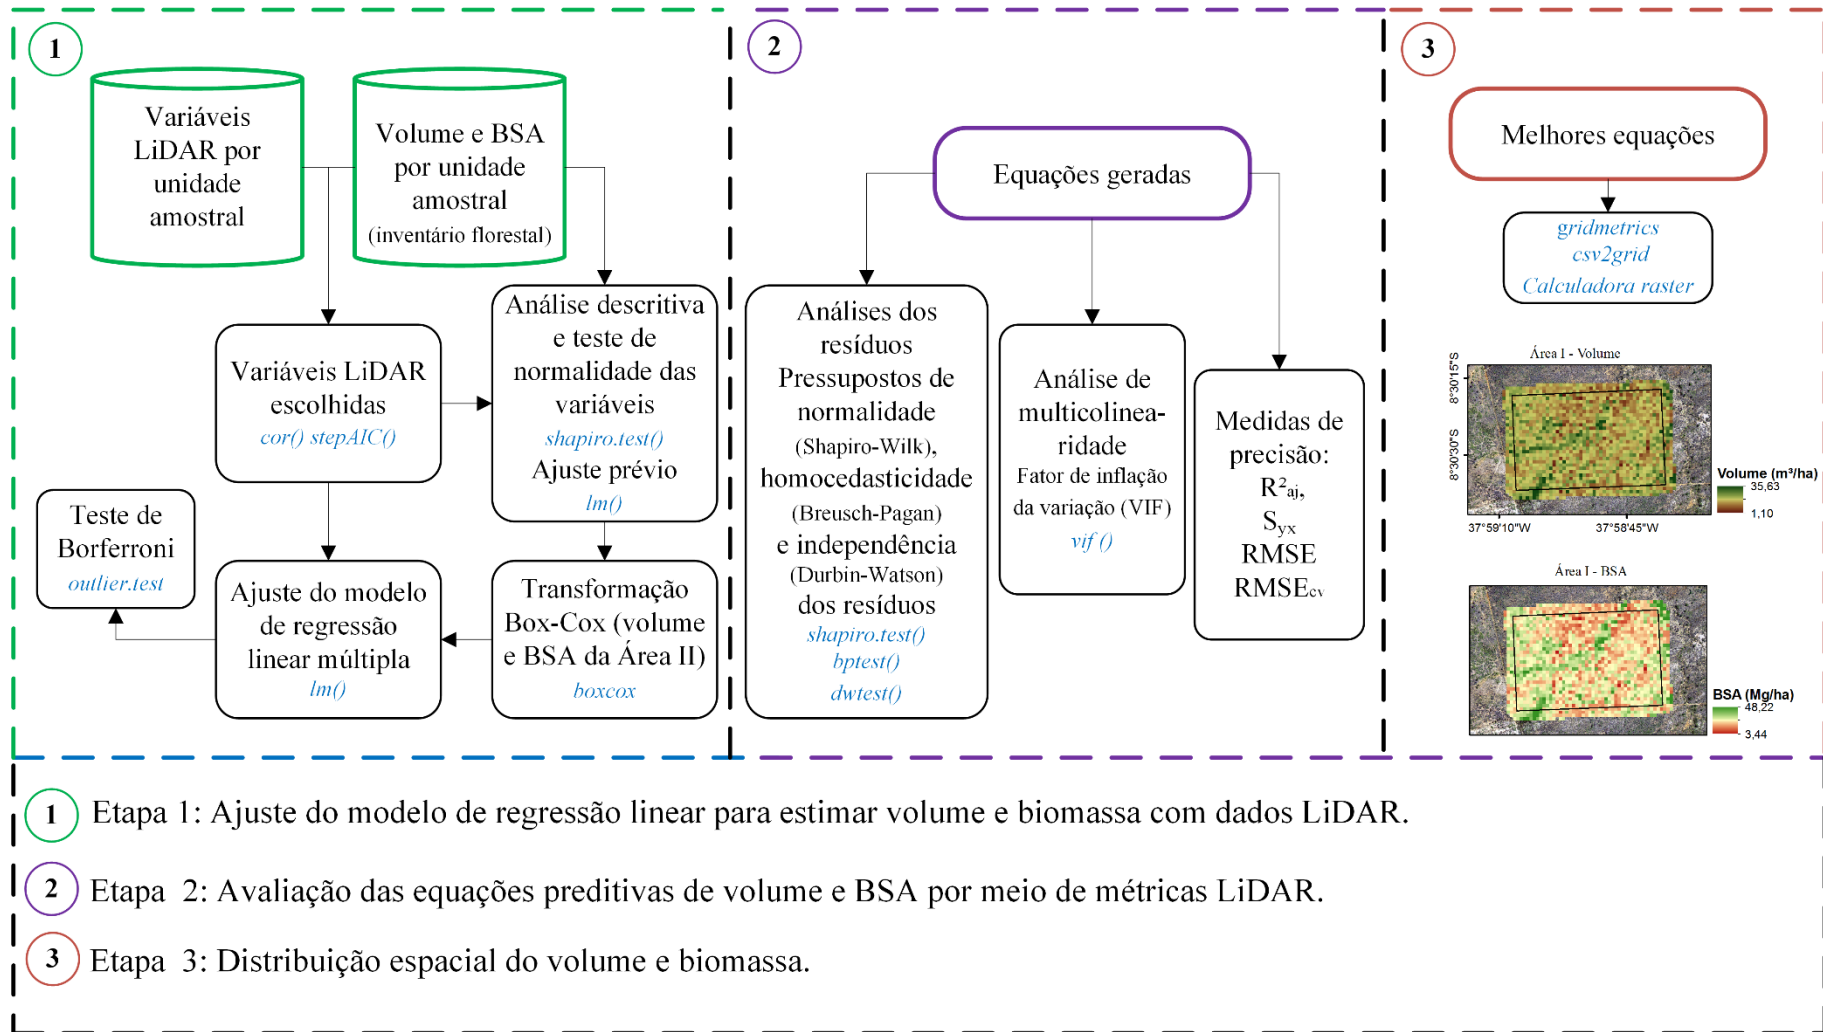 1
Variáveis
LiDAR por
unidade
amostral
Volume e BSA
por unidade
amostral
(inventário florestal)
Variáveis LiDAR
escolhidas
cor() stepAIC()
Análise descritiva
e teste de
normalidade das
variáveis
shapiro.test()
Ajuste prévio
lm()
Teste de
Borferroni
outlier.test
Ajuste do modelo
de regressão
linear múltipla
lm()
Transformação
Box-Cox (volume
e BSA da Área II)
boxcox
2
Equações geradas
Análises dos
resíduos
Pressupostos de
normalidade
(Shapiro-Wilk),
homocedasticidade
(Breusch-Pagan)
e independência
(Durbin-Watson)
dos resíduos
shapiro.test()
bptest()
dwtest()
Análise de
multicolinea-
ridade
Fator de inflação
da variação (VIF)
vif ()
Medidas de
precisão:
R²aj,
Syx
RMSE
RMSEcv
3
Melhores equações
gridmetrics
csv2grid
Calculadora raster
Área I - Volume
8°30'15"S
8°30'30"S
37°59'10"W
37°58'45"W
Volume (m³/ha)
35,63
1,10
Área I - BSA
BSA (Mg/ha)
48,22
3,44
1 Etapa 1: Ajuste do modelo de regressão linear para estimar volume e biomassa com dados LiDAR.
2 Etapa 2: Avaliação das equações preditivas de volume e BSA por meio de métricas LiDAR.
3 Etapa 3: Distribuição espacial do volume e biomassa.